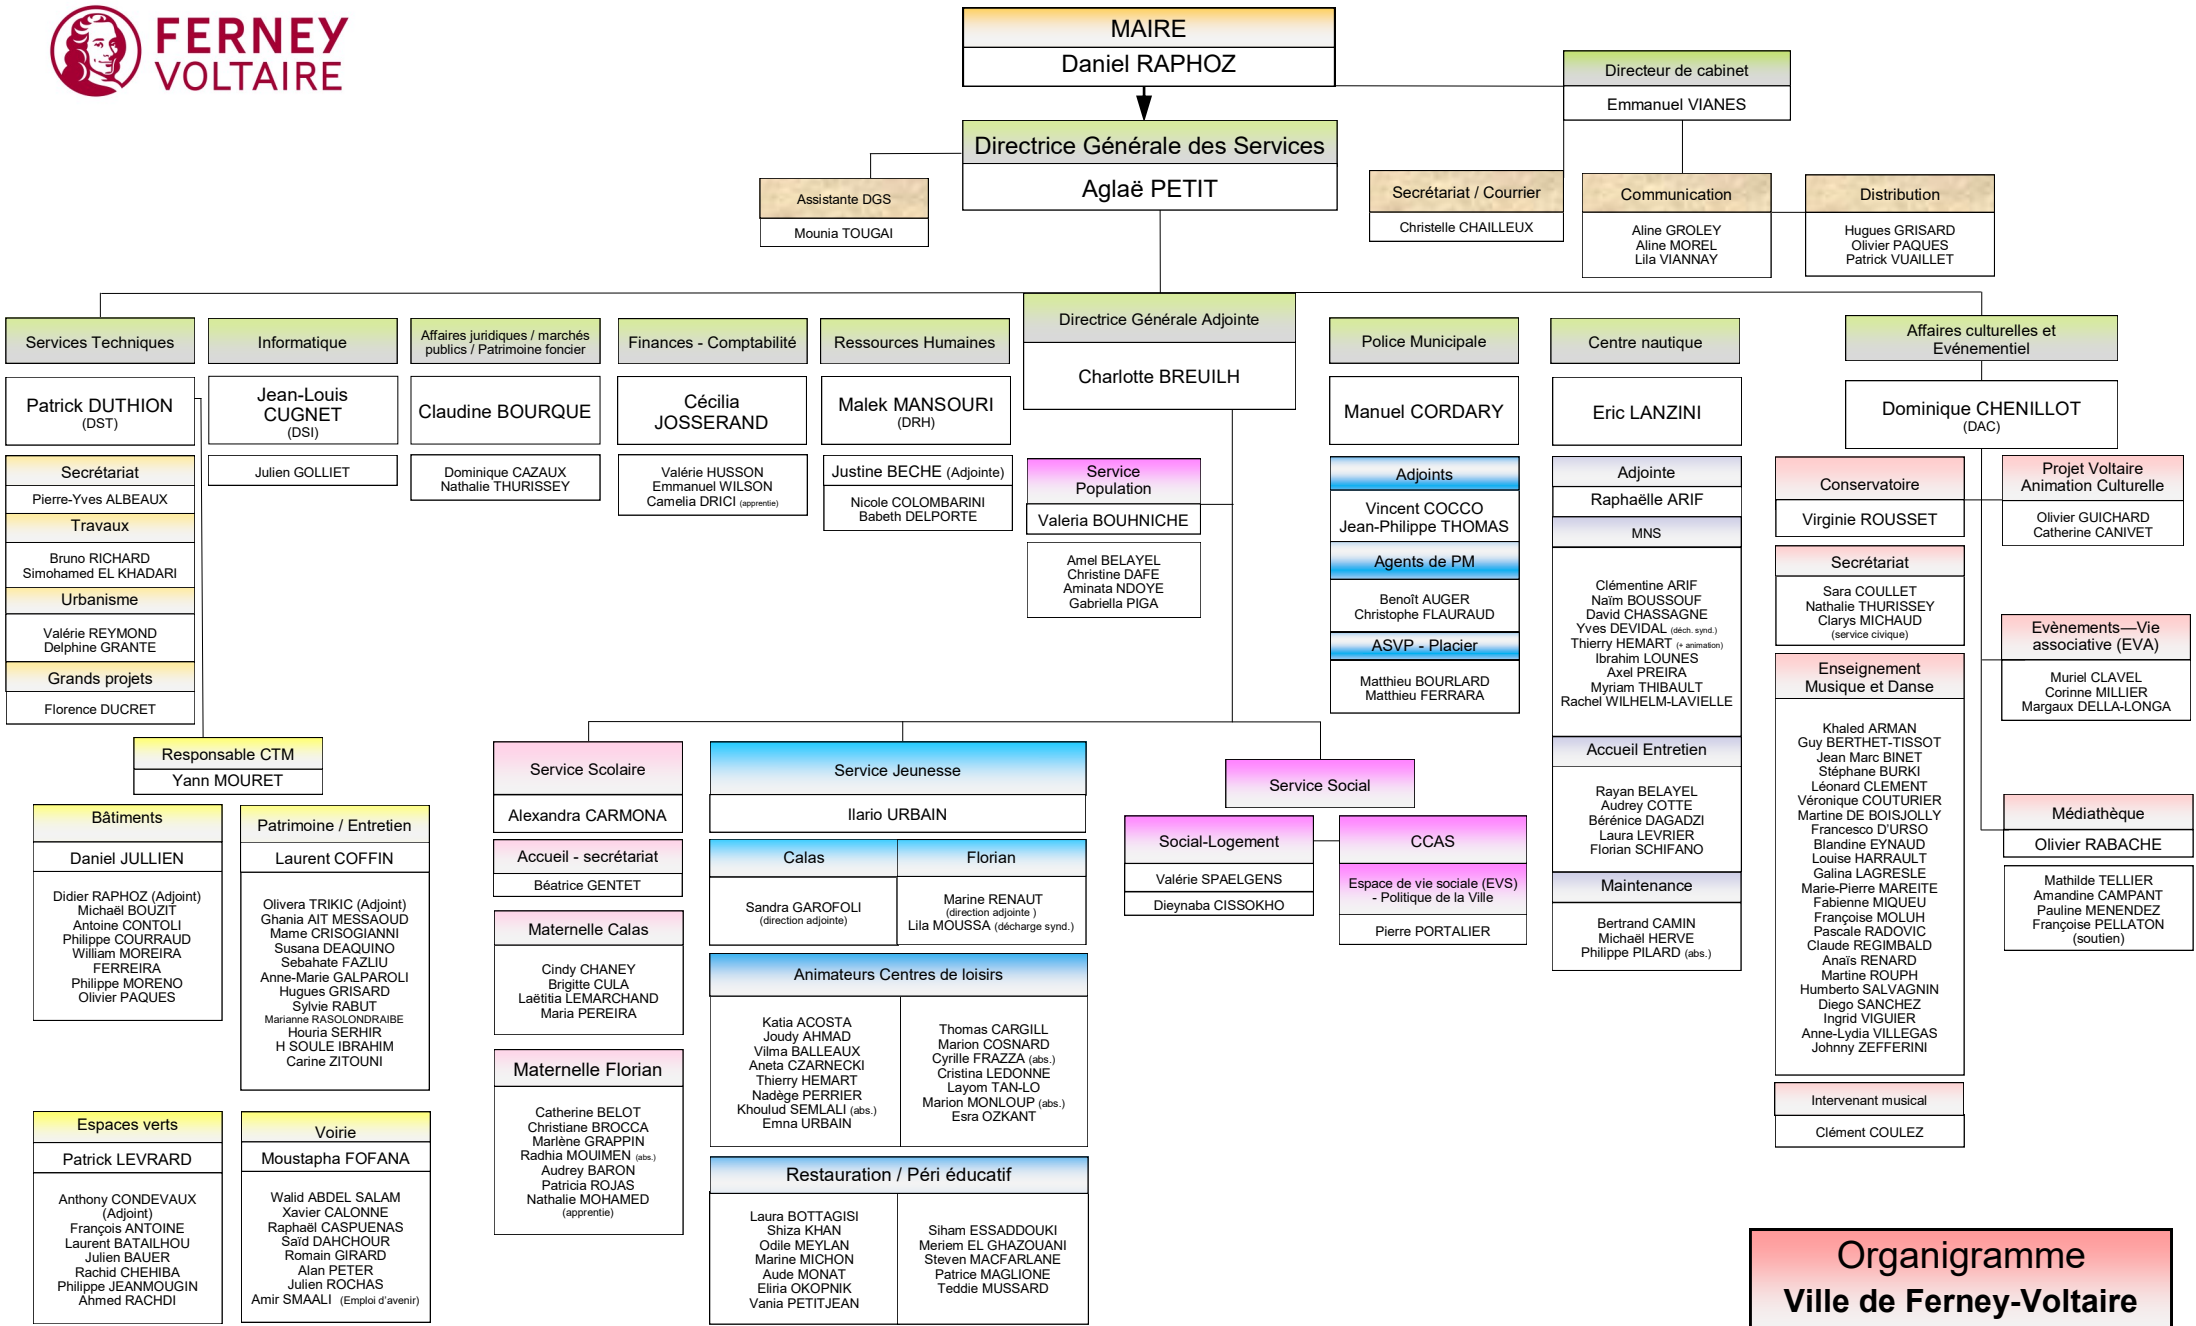 FERNEY
VOLTAIRE
MAIRE
Daniel RAPHOZ
Directeur de cabinet
Emmanuel VIANES
Directrice Générale des Services
Aglaë PETIT
Assistante DGS
Mounia TOUGAI
Secrétariat / Courrier
Christelle CHAILLEUX
Communication
Aline GROLEY
Aline MOREL
Lila VIANNAY
Distribution
Hugues GRISARD
Olivier PAQUES
Patrick VUAILLET
Services Techniques
Patrick DUTHION
(DST)
Secrétariat
Pierre-Yves ALBEAUX
Travaux
Bruno RICHARD
Simohamed EL KHADARI
Urbanisme
Valérie REYMOND
Delphine GRANTE
Grands projets
Florence DUCRET
Informatique
Jean-Louis
CUGNET
(DSI)
Julien GOLLIET
Affaires juridiques / marchés
publics / Patrimoine foncier
Claudine BOURQUE
Dominique CAZAUX
Nathalie THURISSEY
Finances - Comptabilité
Cécilia
JOSSERAND
Valérie HUSSON
Emmanuel WILSON
Camelia DRICI (apprentie)
Ressources Humaines
Malek MANSOURI
(DRH)
Justine BECHE (Adjointe)
Nicole COLOMBARINI
Babeth DELPORTE
Directrice Générale Adjointe
Charlotte BREUILH
Service
Population
Valeria BOUHNICHE
Amel BELAYEL
Christine DAFE
Aminata NDOYE
Gabriella PIGA
Police Municipale
Manuel CORDARY
Adjoints
Vincent COCCO
Jean-Philippe THOMAS
Agents de PM
Benoît AUGER
Christophe FLAURAUD
ASVP - Placier
Matthieu BOURLARD
Matthieu FERRARA
Centre nautique
Eric LANZINI
Adjointe
Raphaëlle ARIF
MNS
Clémentine ARIF
Naïm BOUSSOUF
David CHASSAGNE
Yves DEVIDAL (déch. synd.)
Thierry HEMART (+ animation)
Ibrahim LOUNES
Axel PREIRA
Myriam THIBAULT
Rachel WILHELM-LAVIELLE
Accueil Entretien
Rayan BELAYEL
Audrey COTTE
Bérénice DAGADZI
Laura LEVRIER
Florian SCHIFANO
Maintenance
Bertrand CAMIN
Michaël HERVE
Philippe PILARD (abs.)
Affaires culturelles et
Evénementiel
Dominique CHENILLOT
(DAC)
Conservatoire
Virginie ROUSSET
Secrétariat
Sara COULLET
Nathalie THURISSEY
Clarys MICHAUD
(service civique)
Enseignement
Musique et Danse
Khaled ARMAN
Guy BERTHET-TISSOT
Jean Marc BINET
Stéphane BURKI
Léonard CLEMENT
Véronique COUTURIER
Martine DE BOISJOLLY
Francesco D'URSO
Blandine EYNAUD
Louise HARRAULT
Galina LAGRESLE
Marie-Pierre MAREITE
Fabienne MIQUEU
Françoise MOLUH
Pascale RADOVIC
Claude REGIMBALD
Anaïs RENARD
Martine ROUPH
Humberto SALVAGNIN
Diego SANCHEZ
Ingrid VIGUIER
Anne-Lydia VILLEGAS
Johnny ZEFFERINI
Intervenant musical
Clément COULEZ
Projet Voltaire
Animation Culturelle
Olivier GUICHARD
Catherine CANIVET
Evènements—Vie
associative (EVA)
Muriel CLAVEL
Corinne MILLIER
Margaux DELLA-LONGA
Médiathèque
Olivier RABACHE
Mathilde TELLIER
Amandine CAMPANT
Pauline MENENDEZ
Françoise PELLATON
(soutien)
Responsable CTM
Yann MOURET
Bâtiments
Daniel JULLIEN
Didier RAPHOZ (Adjoint)
Michaël BOUZIT
Antoine CONTOLI
Philippe COURRAUD
William MOREIRA
FERREIRA
Philippe MORENO
Olivier PAQUES
Patrimoine / Entretien
Laurent COFFIN
Olivera TRIKIC (Adjoint)
Ghania AIT MESSAOUD
Mame CRISOGIANNI
Susana DEAQUINO
Sebahate FAZLIU
Anne-Marie GALPAROLI
Hugues GRISARD
Sylvie RABUT
Marianne RASOLONDRAIBE
Houria SERHIR
H SOULE IBRAHIM
Carine ZITOUNI
Espaces verts
Patrick LEVRARD
Anthony CONDEVAUX
(Adjoint)
François ANTOINE
Laurent BATAILHOU
Julien BAUER
Rachid CHEHIBA
Philippe JEANMOUGIN
Ahmed RACHDI
Voirie
Moustapha FOFANA
Walid ABDEL SALAM
Xavier CALONNE
Raphaël CASPUENAS
Saïd DAHCHOUR
Romain GIRARD
Alan PETER
Julien ROCHAS
Amir SMAALI (Emploi d'avenir)
Service Scolaire
Alexandra CARMONA
Accueil - secrétariat
Béatrice GENTET
Maternelle Calas
Cindy CHANEY
Brigitte CULA
Laëtitia LEMARCHAND
Maria PEREIRA
Maternelle Florian
Catherine BELOT
Christiane BROCCA
Marlène GRAPPIN
Radhia MOUIMEN (abs.)
Audrey BARON
Patricia ROJAS
Nathalie MOHAMED
(apprentie)
Service Jeunesse
Ilario URBAIN
Calas
Sandra GAROFOLI
(direction adjointe)
Florian
Marine RENAUT
(direction adjointe )
Lila MOUSSA (décharge synd.)
Animateurs Centres de loisirs
Katia ACOSTA
Joudy AHMAD
Vilma BALLEAUX
Aneta CZARNECKI
Thierry HEMART
Nadège PERRIER
Khoulud SEMLALI (abs.)
Emna URBAIN
Thomas CARGILL
Marion COSNARD
Cyrille FRAZZA (abs.)
Cristina LEDONNE
Layom TAN-LO
Marion MONLOUP (abs.)
Esra OZKANT
Restauration / Péri éducatif
Laura BOTTAGISI
Shiza KHAN
Odile MEYLAN
Marine MICHON
Aude MONAT
Eliria OKOPNIK
Vania PETITJEAN
Siham ESSADDOUKI
Meriem EL GHAZOUANI
Steven MACFARLANE
Patrice MAGLIONE
Teddie MUSSARD
Service Social
Social-Logement
Valérie SPAELGENS
Dieynaba CISSOKHO
CCAS
Espace de vie sociale (EVS)
- Politique de la Ville
Pierre PORTALIER
Organigramme
Ville de Ferney-Voltaire